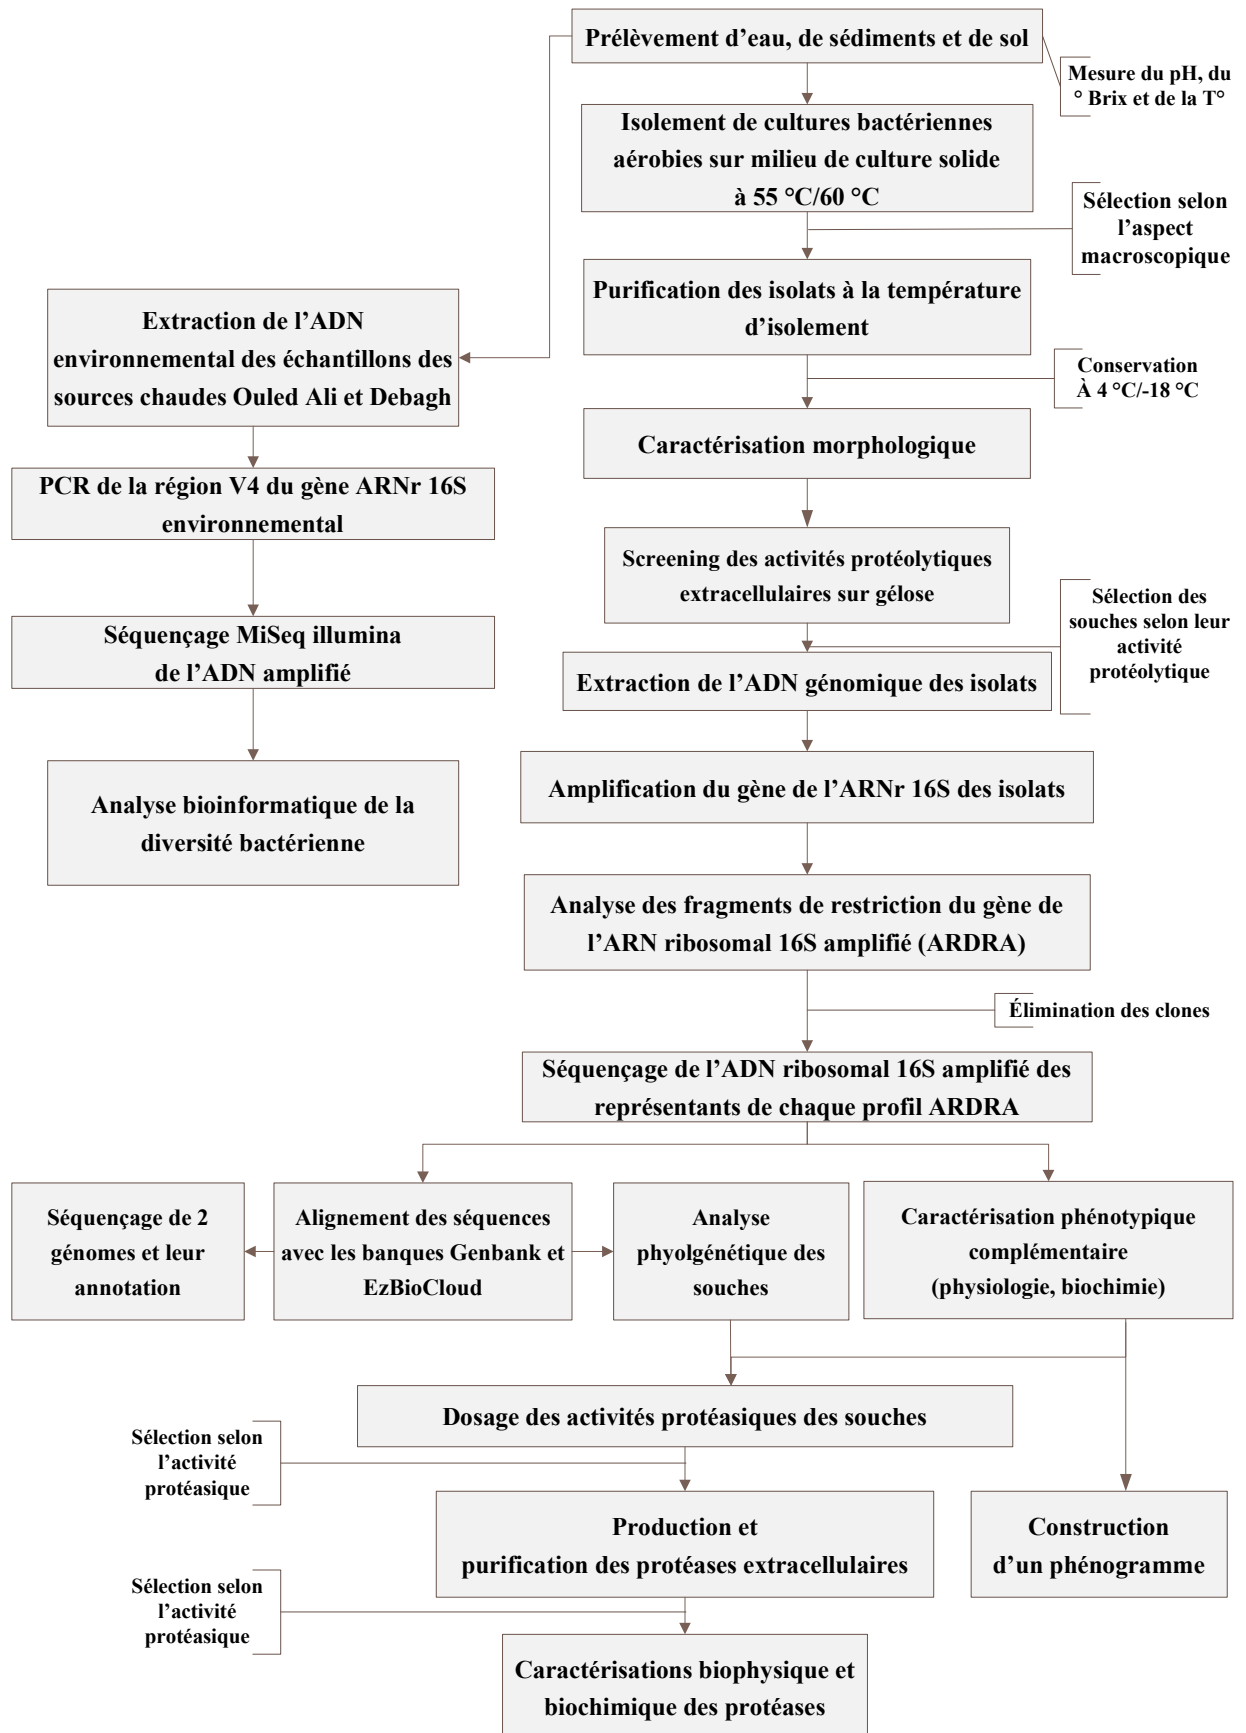 Prélèvement d'eau, de sédiments et de sol
Mesure du pH, du
° Brix et de la T°
Isolement de cultures bactériennes
aérobies sur milieu de culture solide
à 55 °C/60 °C
Sélection selon
l'aspect
macroscopique
Purification des isolats à la température
d'isolement
Extraction de l'ADN
environnemental des échantillons des
sources chaudes Ouled Ali et Debagh
Conservation
À 4 °C/-18 °C
Caractérisation morphologique
PCR de la région V4 du gène ARNr 16S
environnemental
Screening des activités protéolytiques
extracellulaires sur gélose
Sélection des
souches selon leur
activité
protéolytique
Séquençage MiSeq illumina
de l'ADN amplifié
Extraction de l'ADN génomique des isolats
Amplification du gène de l'ARNr 16S des isolats
Analyse bioinformatique de la
diversité bactérienne
Analyse des fragments de restriction du gène de
l'ARN ribosomal 16S amplifié (ARDRA)
Élimination des clones
Séquençage de l'ADN ribosomal 16S amplifié des
représentants de chaque profil ARDRA
Séquençage de 2
génomes et leur
annotation
Alignement des séquences
avec les banques Genbank et
EzBioCloud
Analyse
phyolgénétique des
souches
Caractérisation phénotypique
complémentaire
(physiologie, biochimie)
Dosage des activités protéasiques des souches
Sélection selon
l'activité
protéasique
Production et
purification des protéases extracellulaires
Construction
d'un phénogramme
Sélection selon
l'activité
protéasique
Caractérisations biophysique et
biochimique des protéases